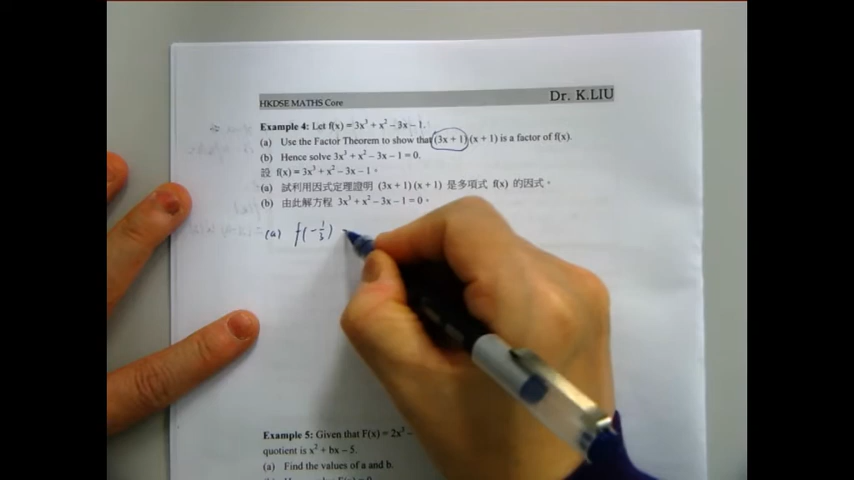 HKDSE MATHS Core Dr. K.LIU
Example 4: Let f(x) = 3x³ + x² – 3x – 1.
(a) Use the Factor Theorem to show that (3x + 1) (x + 1) is a factor of f(x).
(b) Hence solve 3x³ + x² – 3x – 1 = 0.
設 f(x) = 3x³ + x² – 3x – 1。
(a) 試利用因式定理證明 (3x + 1) (x + 1) 是多項式 f(x) 的因式。
(b) 由此解方程 3x³ + x² – 3x – 1 = 0。
(a) f(-1/3) =
Example 5: Given that F(x) = 2x³ –
quotient is x² + bx – 5.
(a) Find the values of a and b.